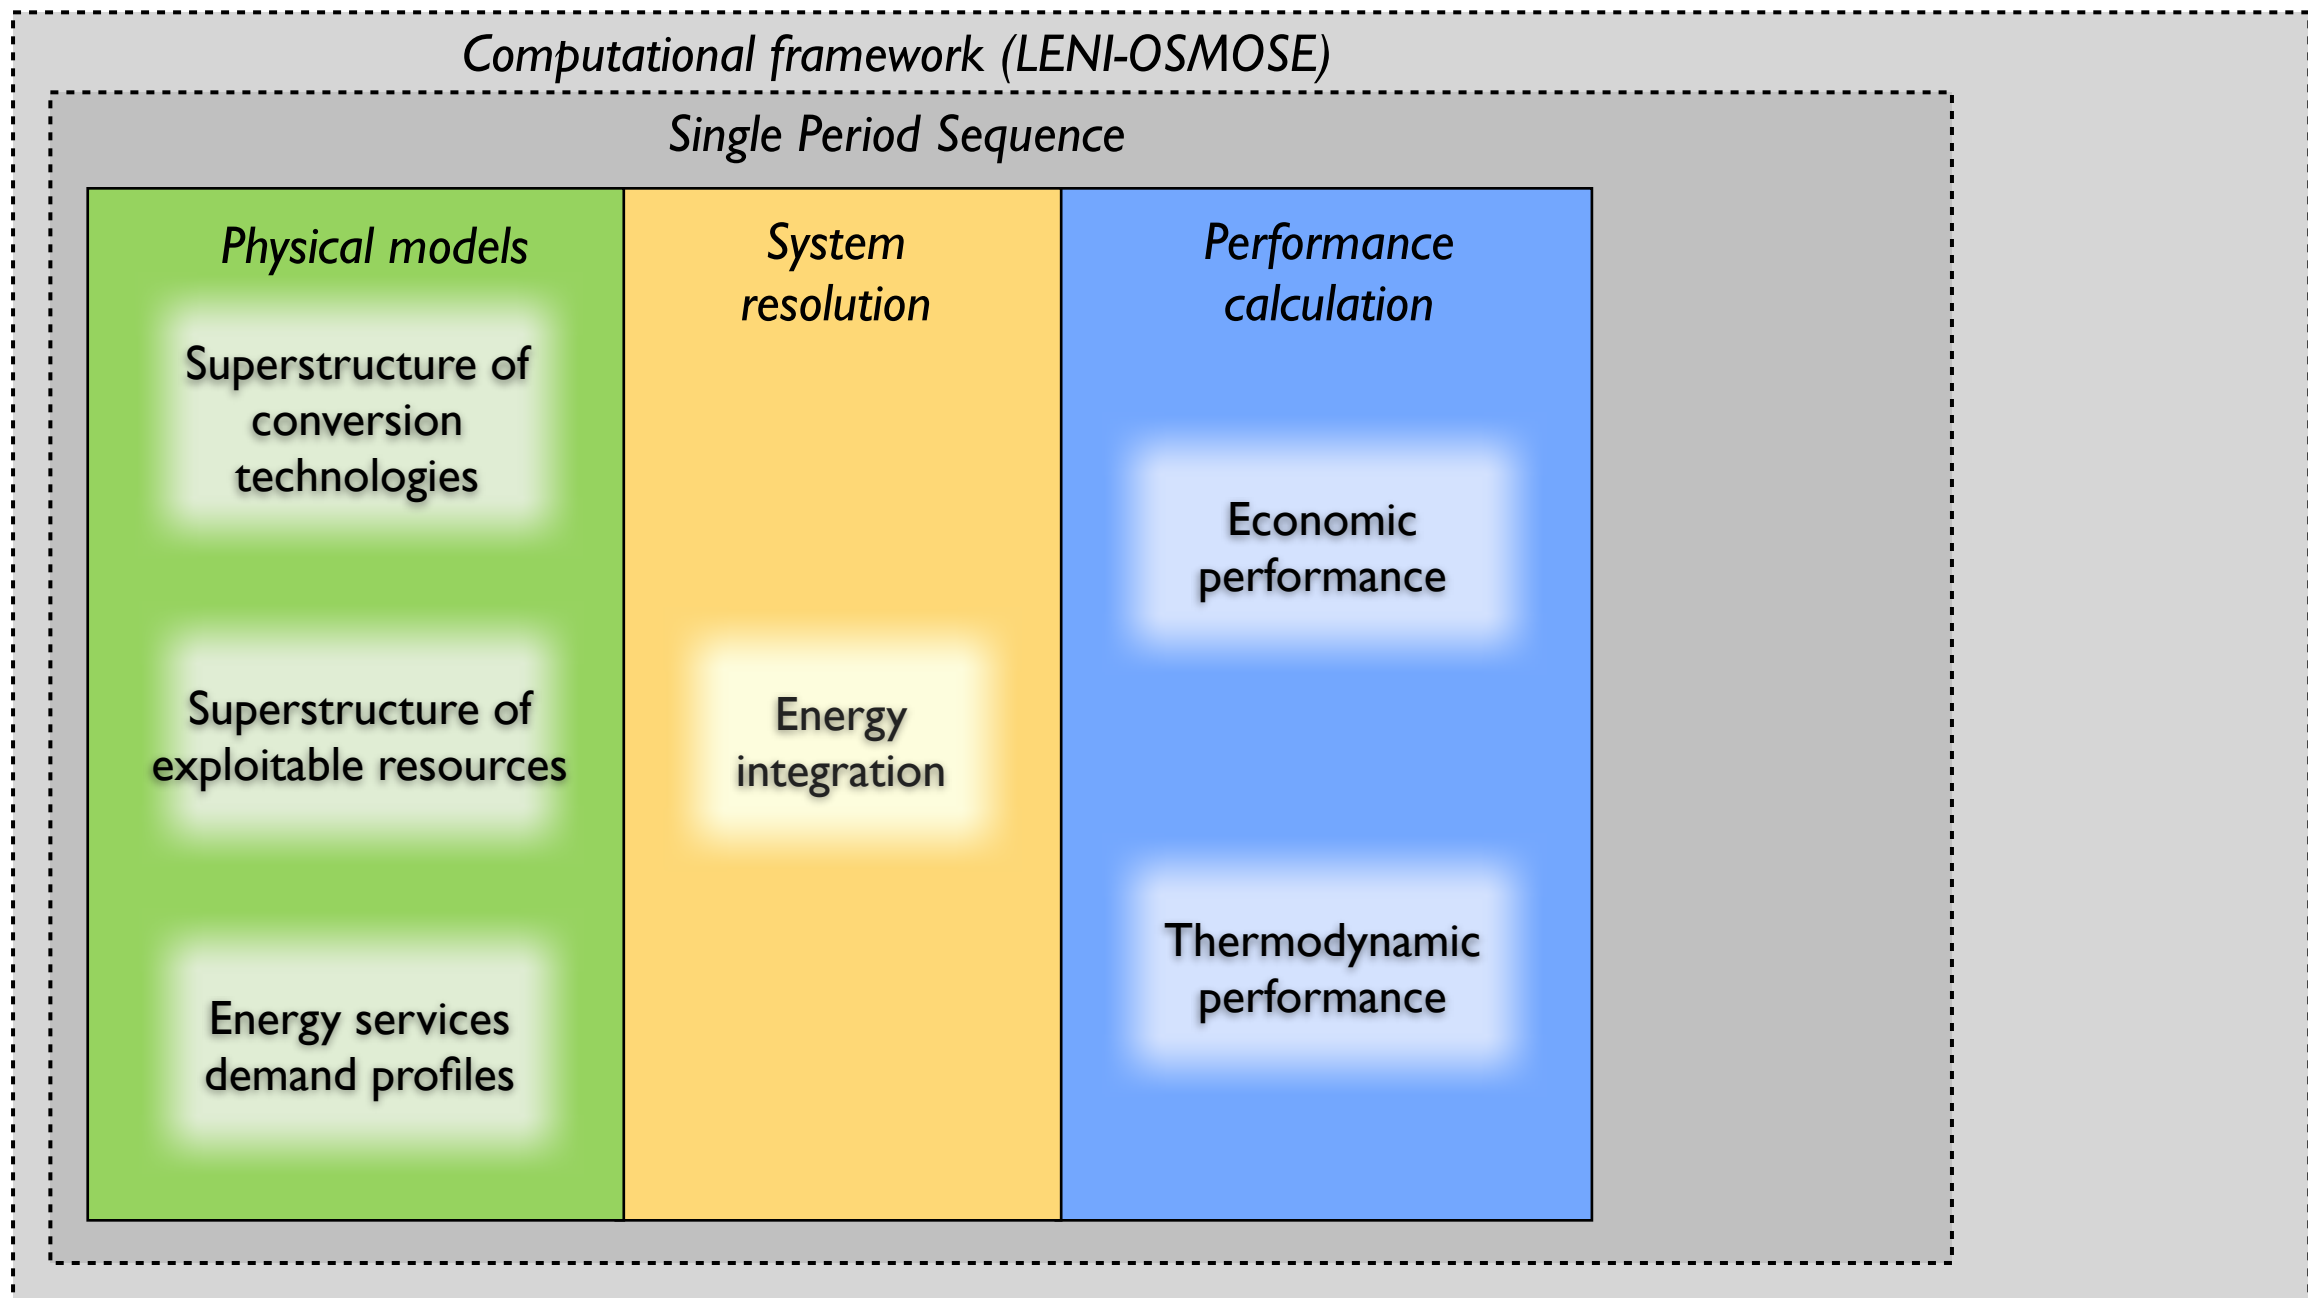 Computational framework (LENI-OSMOSE)
Single Period Sequence
Physical models
Superstructure of
conversion
technologies
Superstructure of
exploitable resources
Energy services
demand profiles
System
resolution
Energy
integration
Performance
calculation
Economic
performance
Thermodynamic
performance